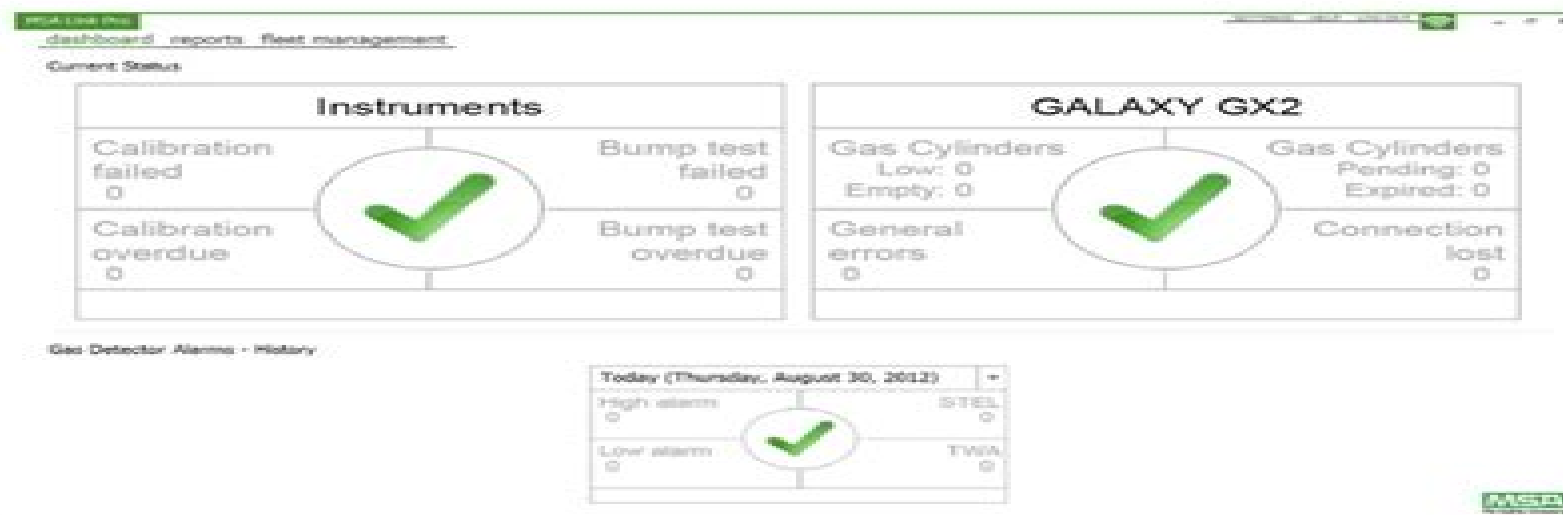 MSA Link Pro
SETTINGS HELP LOGOUT
dashboard reports fleet management
Current Status
Instruments
Calibration failed
0
Bump test failed
0
Calibration overdue
0
Bump test overdue
0
GALAXY GX2
Gas Cylinders
Low: 0
Empty: 0
Gas Cylinders
Pending: 0
Expired: 0
General errors
0
Connection lost
0
Gas Detector Alarms - History
Today (Thursday, August 30, 2012)
High alarm
0
STEL
0
Low alarm
0
TWA
0
MSA